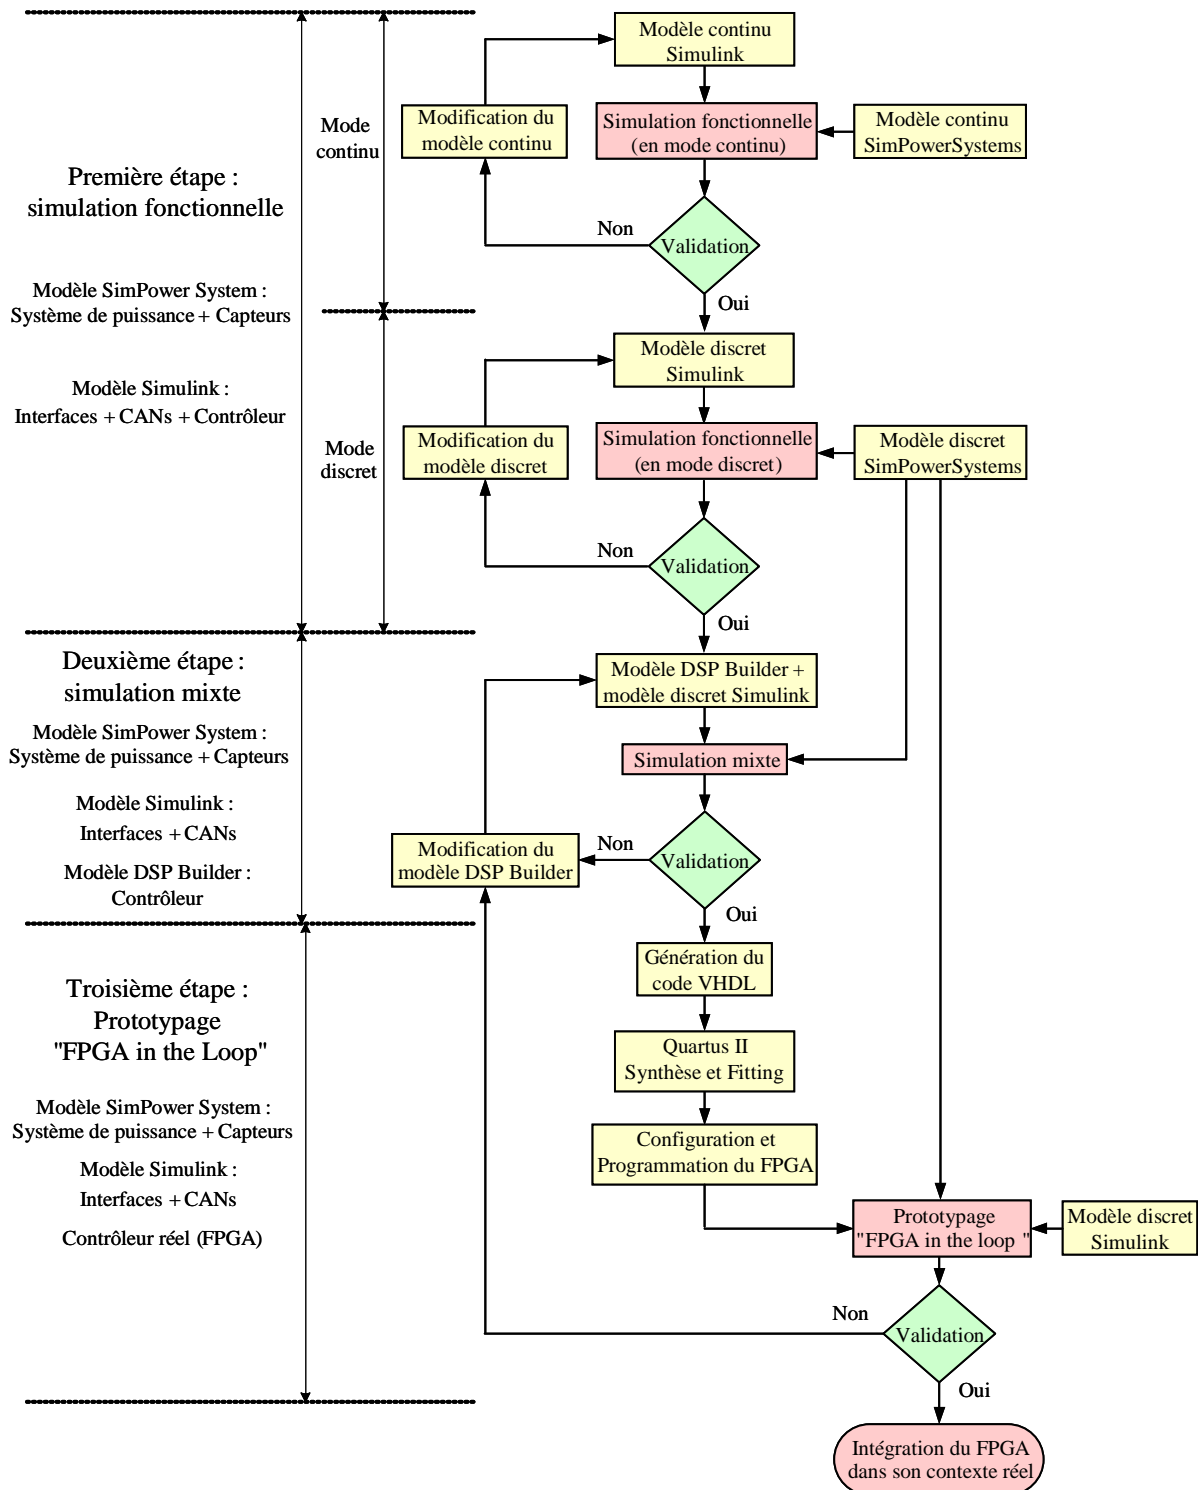 Modèle continu
Simulink
Modification du
modèle continu
Simulation fonctionnelle
(en mode continu)
Modèle continu
SimPowerSystems
Mode
continu
Première étape :
simulation fonctionnelle
Non
Validation
Oui
Modèle SimPower System :
Système de puissance + Capteurs
Modèle discret
Simulink
Modèle Simulink :
Interfaces + CANs + Contrôleur
Mode
discret
Modification du
modèle discret
Simulation fonctionnelle
(en mode discret)
Modèle discret
SimPowerSystems
Non
Validation
Oui
Deuxième étape :
simulation mixte
Modèle DSP Builder +
modèle discret Simulink
Modèle SimPower System :
Système de puissance + Capteurs
Simulation mixte
Modèle Simulink :
Interfaces + CANs
Modèle DSP Builder :
Contrôleur
Modification du
modèle DSP Builder
Non
Validation
Oui
Génération du
code VHDL
Troisième étape :
Prototypage
"FPGA in the Loop"
Quartus II
Synthèse et Fitting
Modèle SimPower System :
Système de puissance + Capteurs
Modèle Simulink :
Interfaces + CANs
Contrôleur réel (FPGA)
Configuration et
Programmation du FPGA
Prototypage
"FPGA in the loop "
Modèle discret
Simulink
Non
Validation
Oui
Intégration du FPGA
dans son contexte réel